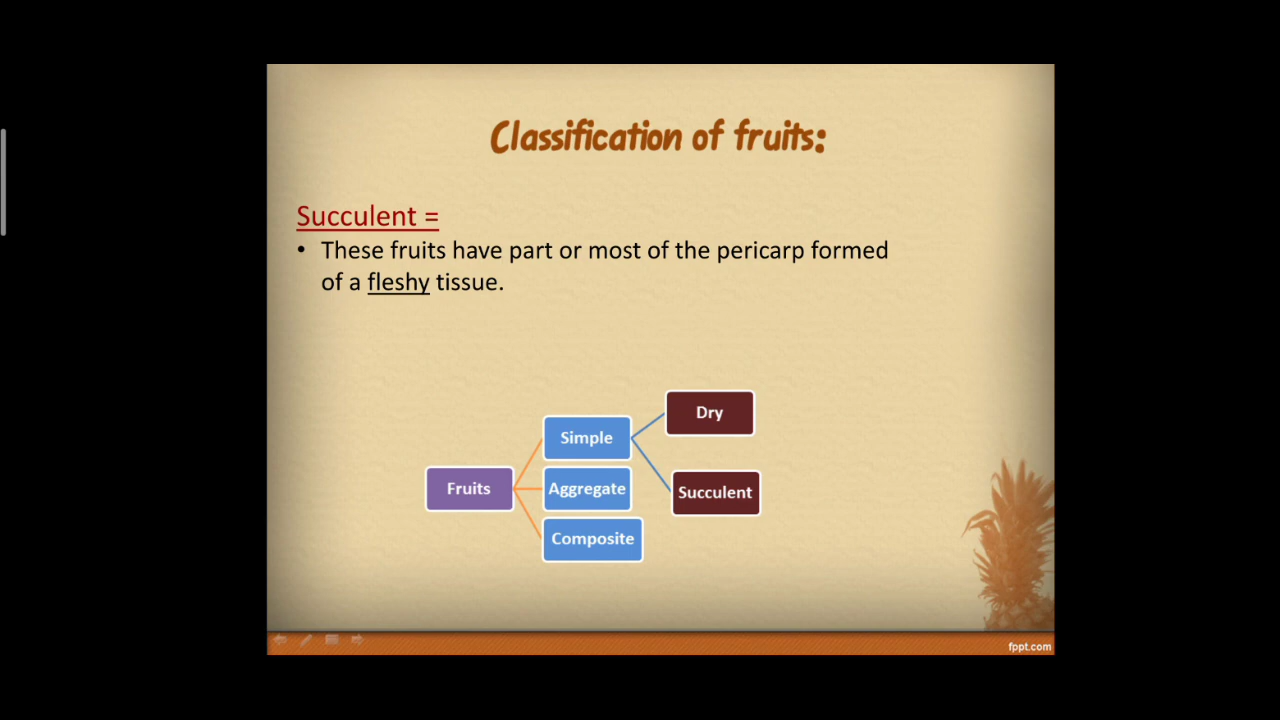 Classification of fruits:
Succulent =
• These fruits have part or most of the pericarp formed
of a fleshy tissue.
Dry
Simple
Fruits
Aggregate
Succulent
Composite
fppt.com